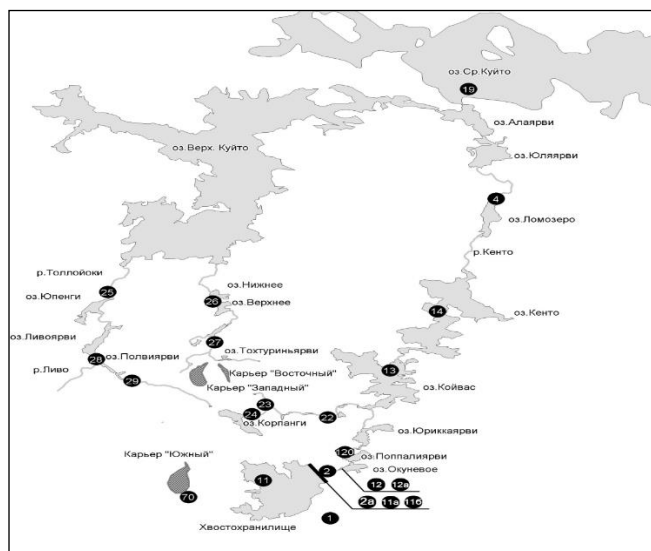 оз.Ср.Куйто
19
оз.Алаярви
оз.Юляярви
оз.Верх. Куйто
4
оз.Ломозеро
р.Кенто
р.Толлойоки
оз.Нижнее
25
оз.Юпенги
26
оз.Верхнее
14
оз.Кенто
оз.Ливоярви
27
28
оз.Полвиярви
оз.Тохтуриньярви
р.Ливо
Карьер "Восточный"
13
29
Карьер "Западный"
оз.Койвас
23
24
22
оз.Корпанги
оз.Юриккаярви
Карьер "Южный"
120
оз.Поппалиярви
2
оз.Окуневое
11
12
12а
70
2а
11а
11б
1
Хвостохранилище